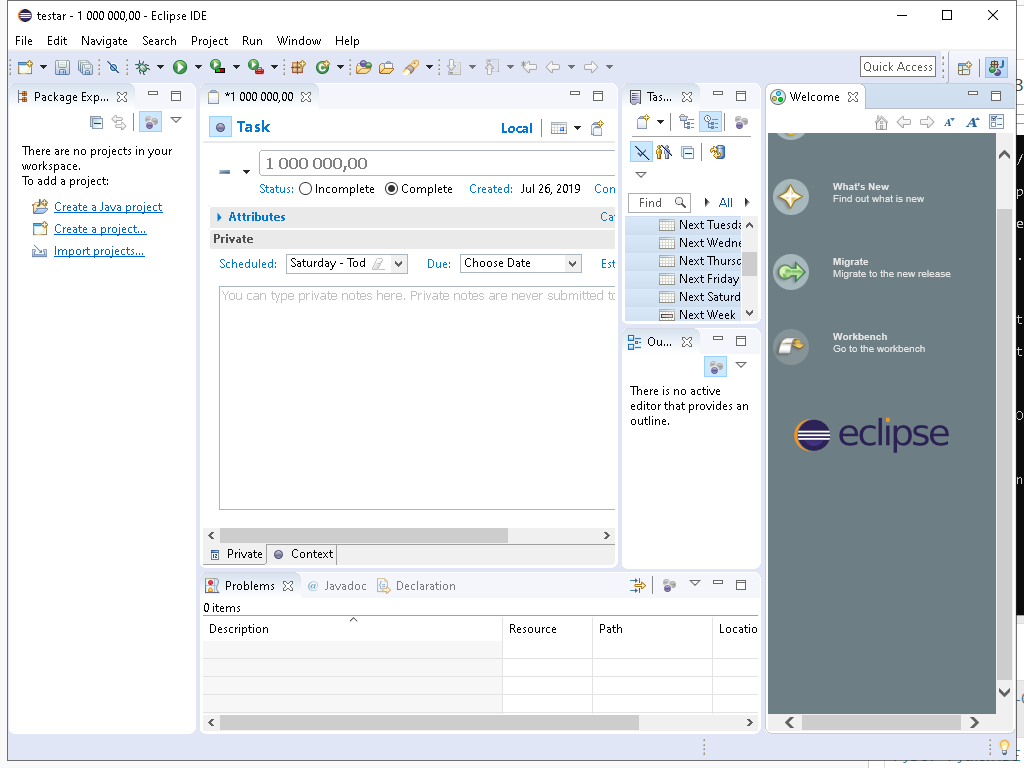 testar - 1 000 000,00 - Eclipse IDE
File Edit Navigate Search Project Run Window Help
Quick Access
Package Exp...
There are no projects in your
workspace.
To add a project:
Create a Java project
Create a project...
Import projects...
*1 000 000,00
Task
Local
1 000 000,00
Status: Incomplete Complete Created: Jul 26, 2019 Con
Attributes Ca
Private
Scheduled: Saturday - Tod Due: Choose Date Est
You can type private notes here. Private notes are never submitted to
Private Context
Tas...
Find All
Next Tuesda
Next Wedne
Next Thursd
Next Friday
Next Saturd
Next Week
Ou...
There is no active
editor that provides an
outline.
Welcome
What's New
Find out what is new
Migrate
Migrate to the new release
Workbench
Go to the workbench
eclipse
Problems @ Javadoc Declaration
0 items
Description Resource Path Locatio